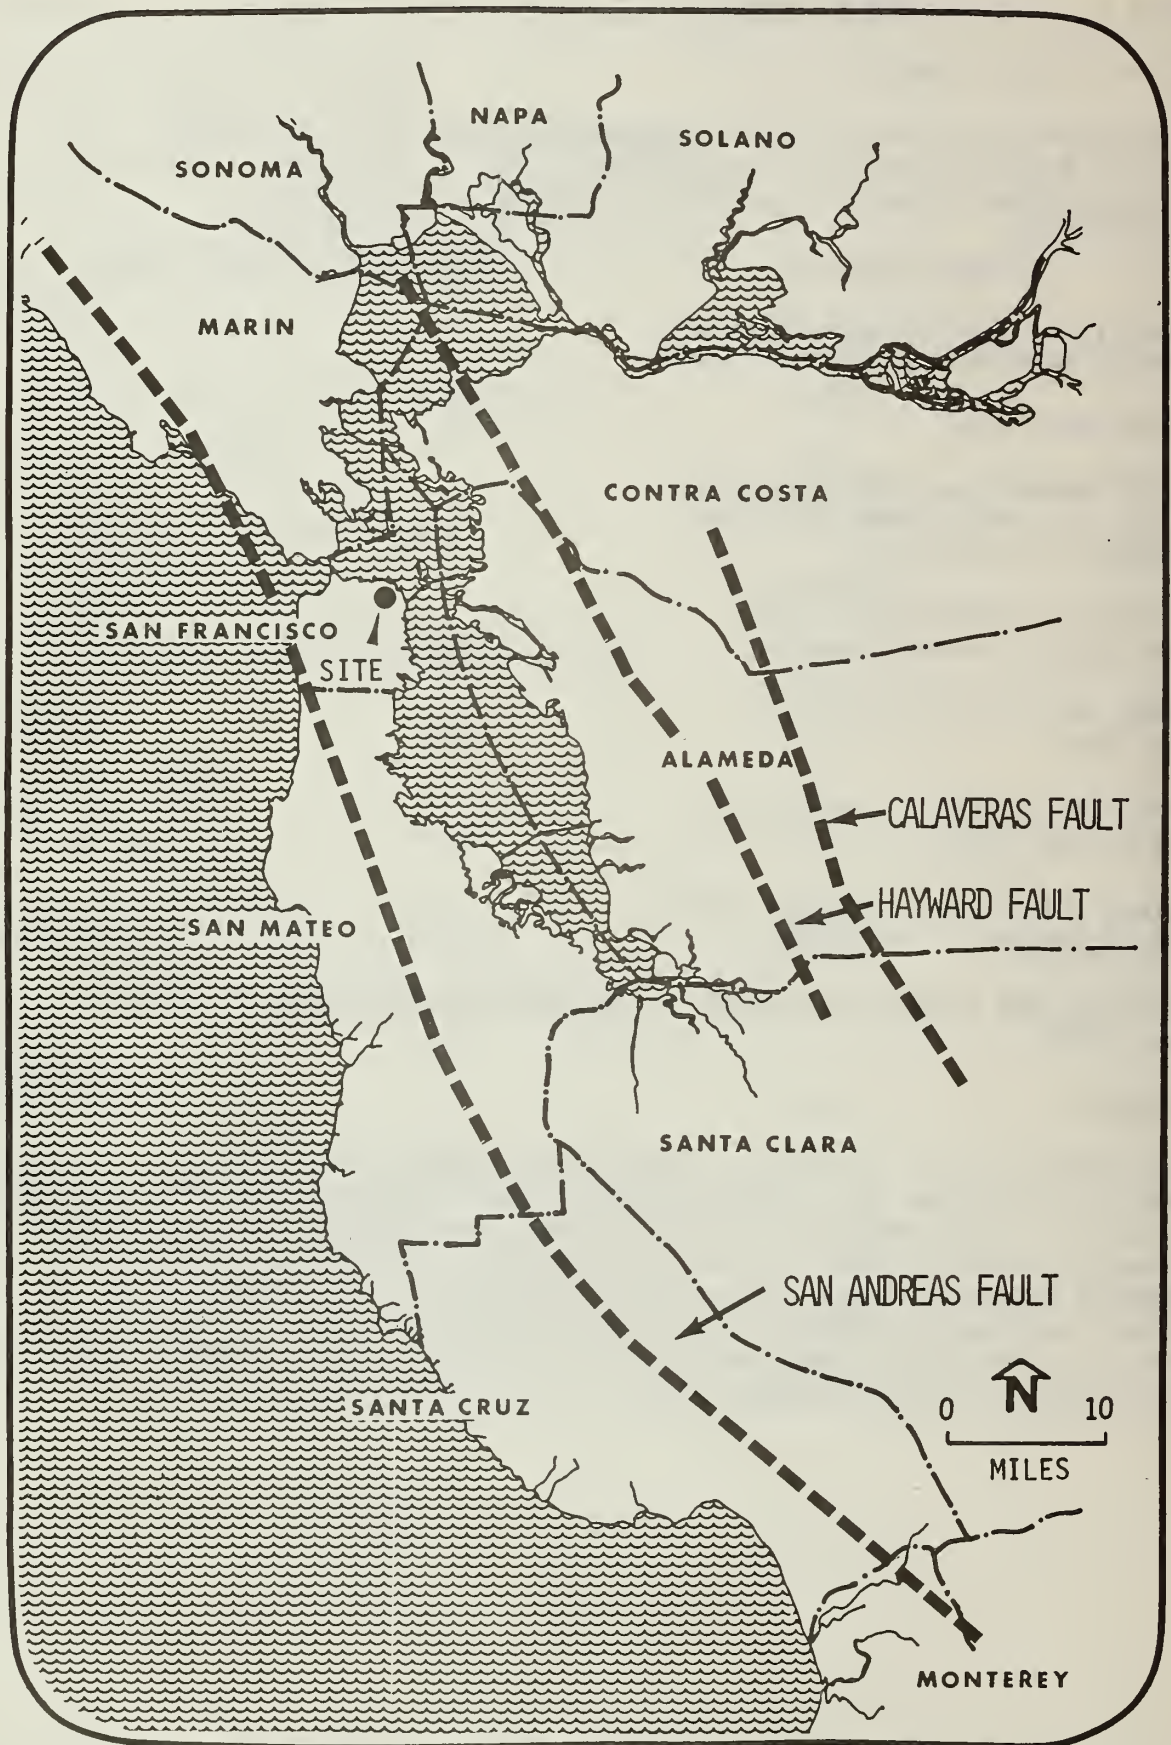 NAPA
SOLANO
SONOMA
MARIN
CONTRA COSTA
SAN FRANCISCO
SITE
ALAMEDA
CALAVERAS FAULT
HAYWARD FAULT
SAN MATEO
SANTA CLARA
SAN ANDREAS FAULT
N
0 10
MILES
SANTA CRUZ
MONTEREY